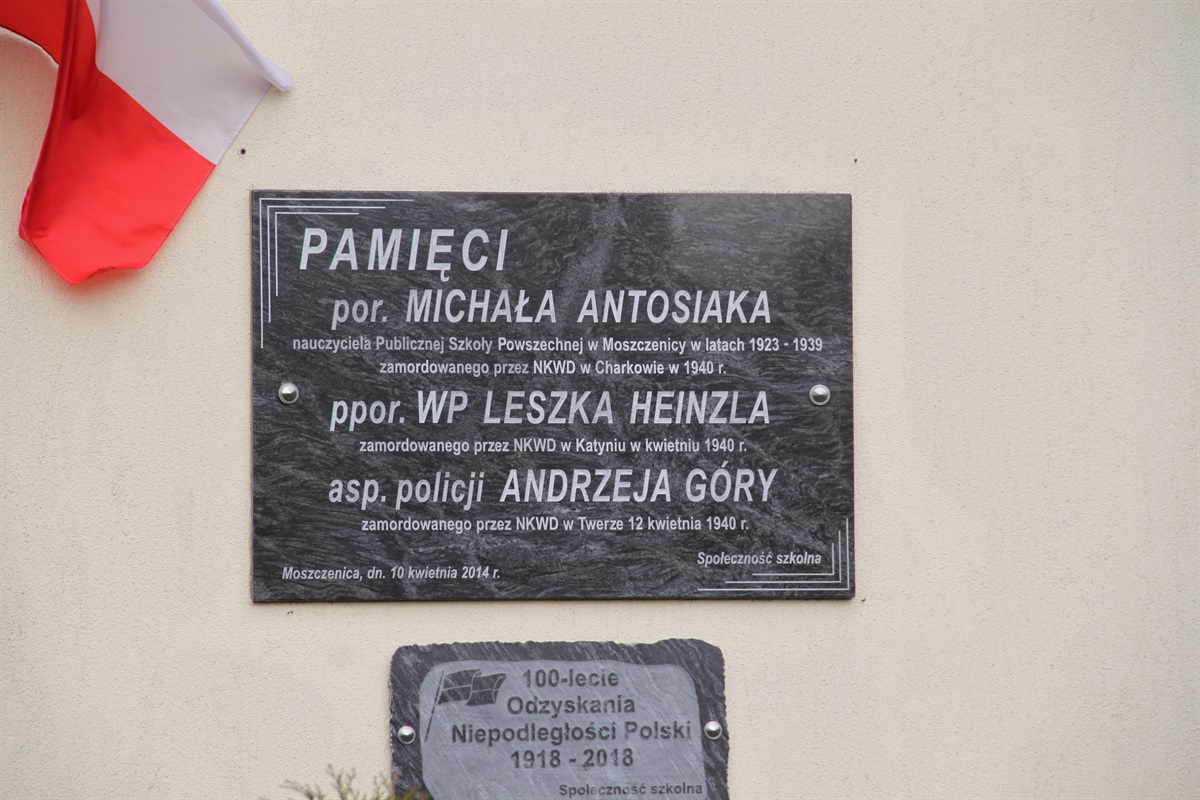 PAMIĘCI
por. MICHAŁA ANTOSIAKA
nauczyciela Publicznej Szkoły Powszechnej w Moszczenicy w latach 1923 - 1939
zamordowanego przez NKWD w Charkowie w 1940 r.
ppor. WP LESZKA HEINZLA
zamordowanego przez NKWD w Katyniu w kwietniu 1940 r.
asp. policji ANDRZEJA GÓRY
zamordowanego przez NKWD w Twerze 12 kwietnia 1940 r.
Społeczność szkolna
Moszczenica, dn. 10 kwietnia 2014 r.
100-lecie
Odzyskania
Niepodległości Polski
1918 - 2018
Społeczność szkolna